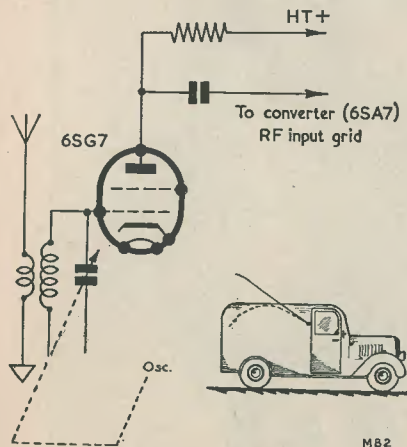 HT+
To converter (6SA7)
RF input grid
6SG7
Osc.
M82